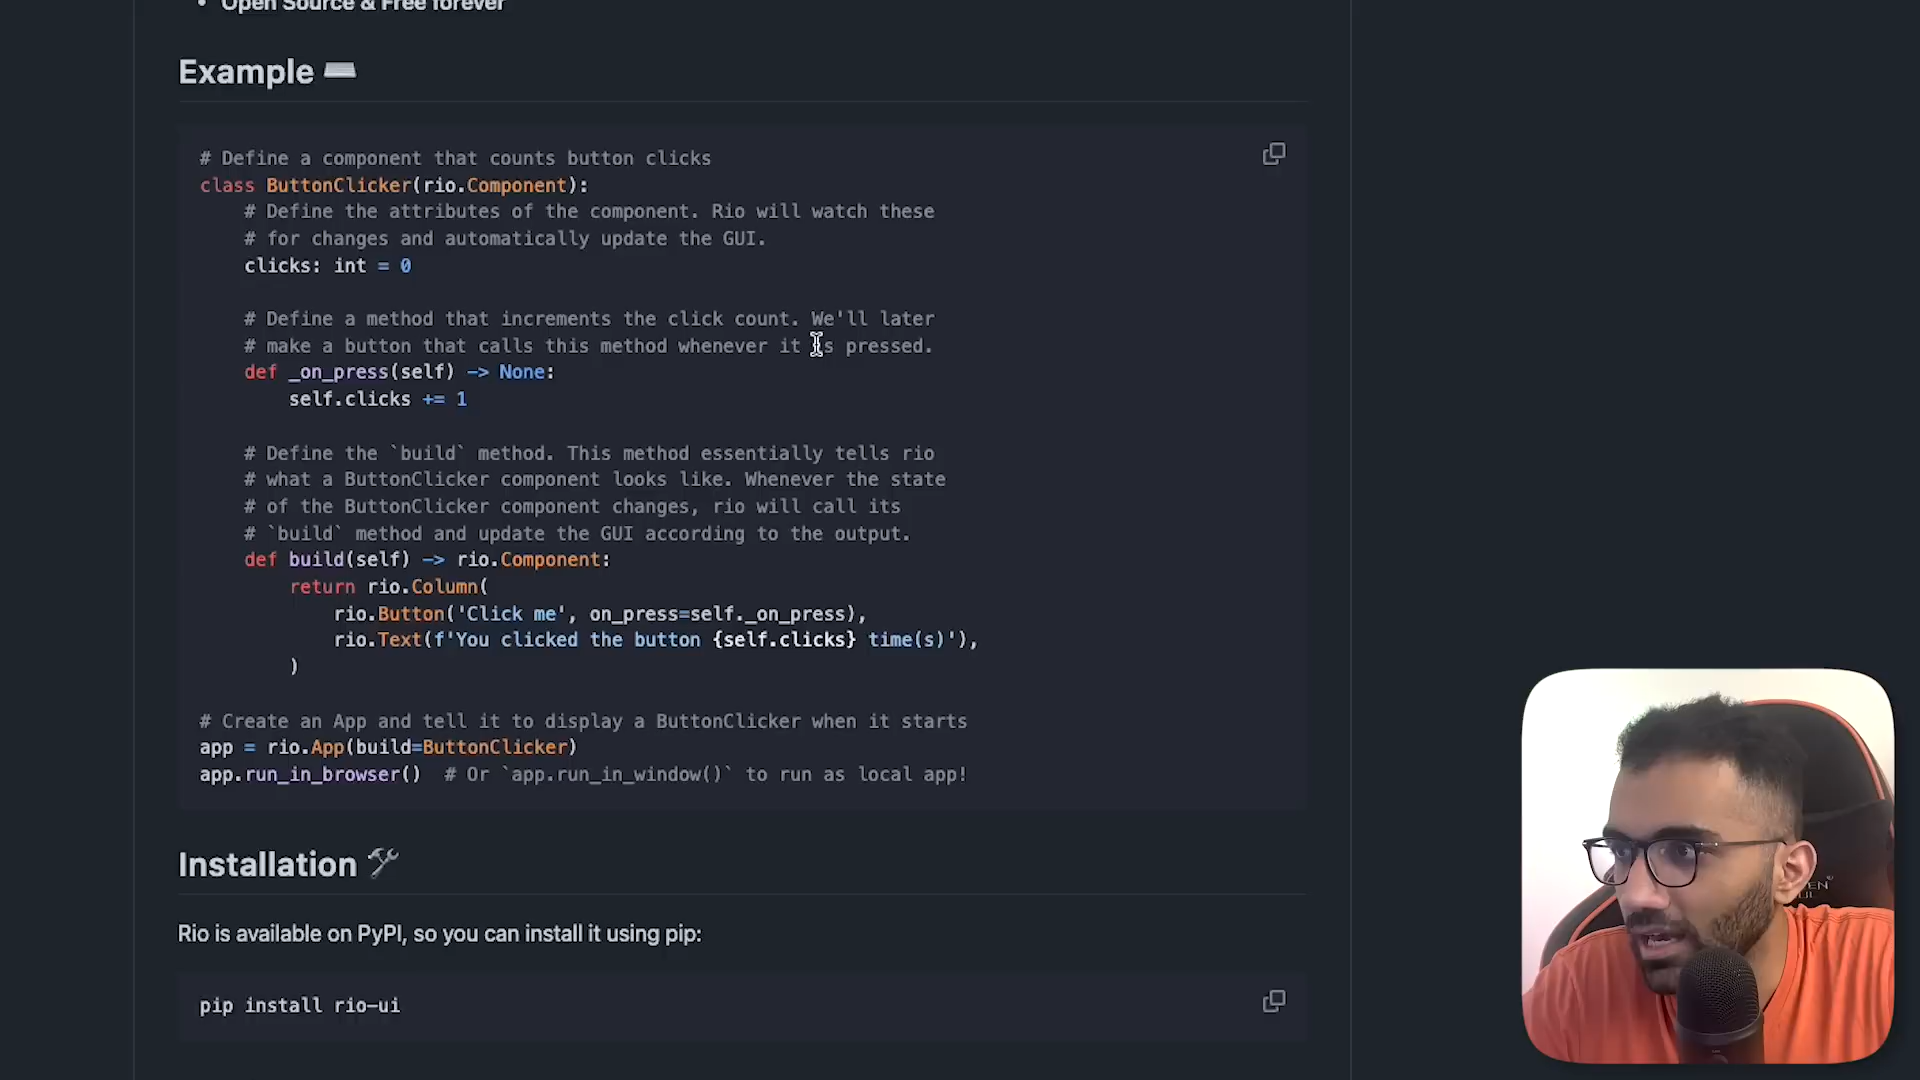 • Open Source & Free forever
Example
# Define a component that counts button clicks
class ButtonClicker(rio.Component):
    # Define the attributes of the component. Rio will watch these
    # for changes and automatically update the GUI.
    clicks: int = 0
    # Define a method that increments the click count. We'll later
    # make a button that calls this method whenever it is pressed.
    def _on_press(self) -> None:
        self.clicks += 1
    # Define the `build` method. This method essentially tells rio
    # what a ButtonClicker component looks like. Whenever the state
    # of the ButtonClicker component changes, rio will call its
    # `build` method and update the GUI according to the output.
    def build(self) -> rio.Component:
        return rio.Column(
            rio.Button('Click me', on_press=self._on_press),
            rio.Text(f'You clicked the button {self.clicks} time(s)'),
        )
# Create an App and tell it to display a ButtonClicker when it starts
app = rio.App(build=ButtonClicker)
app.run_in_browser()  # Or `app.run_in_window()` to run as local app!
Installation
Rio is available on PyPI, so you can install it using pip:
pip install rio-ui